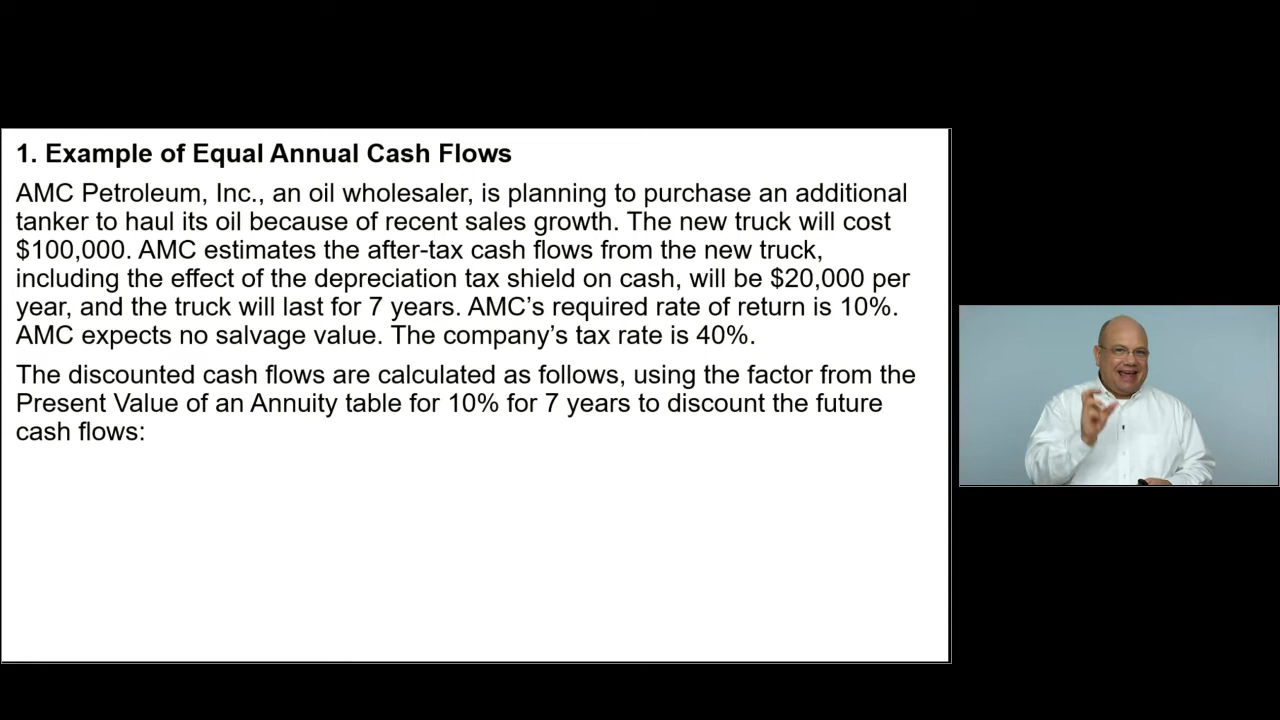 1. Example of Equal Annual Cash Flows
AMC Petroleum, Inc., an oil wholesaler, is planning to purchase an additional
tanker to haul its oil because of recent sales growth. The new truck will cost
$100,000. AMC estimates the after-tax cash flows from the new truck,
including the effect of the depreciation tax shield on cash, will be $20,000 per
year, and the truck will last for 7 years. AMC’s required rate of return is 10%.
AMC expects no salvage value. The company’s tax rate is 40%.
The discounted cash flows are calculated as follows, using the factor from the
Present Value of an Annuity table for 10% for 7 years to discount the future
cash flows: